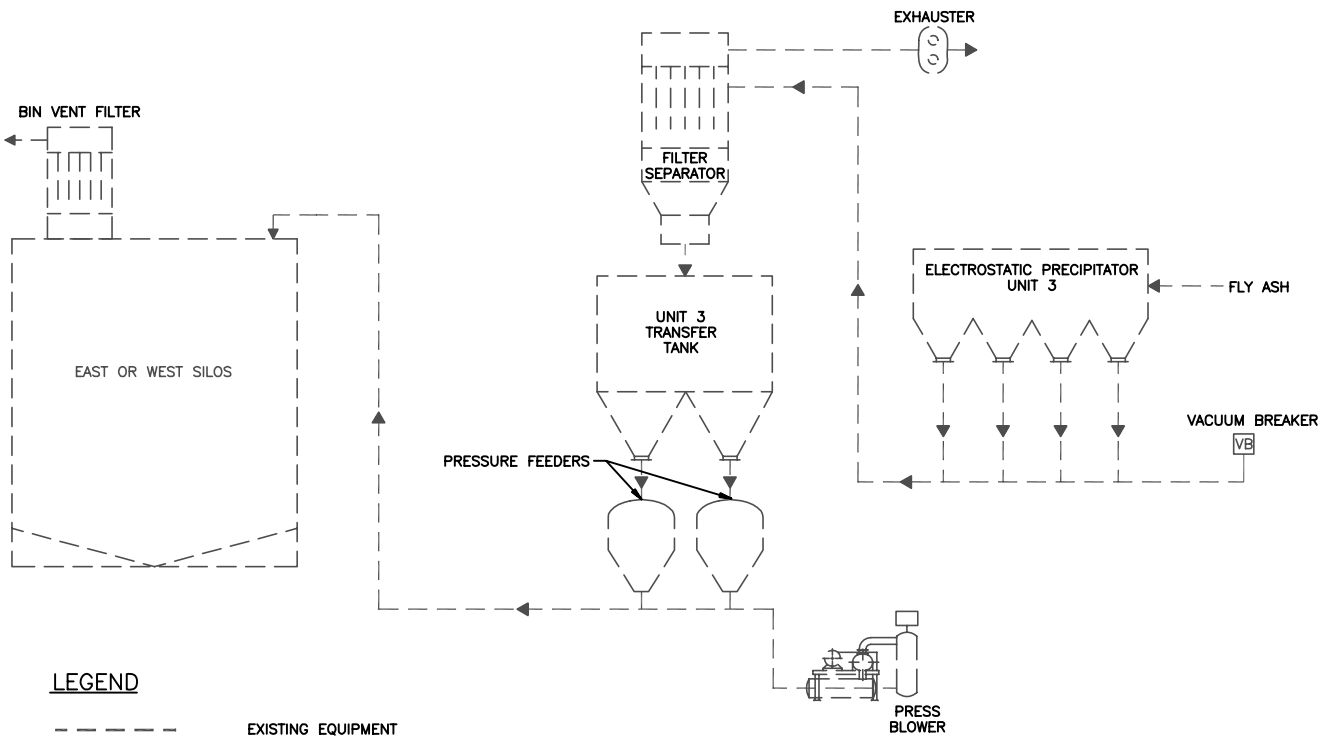 EXHAUSTER
BIN VENT FILTER
FILTER
SEPARATOR
ELECTROSTATIC PRECIPITATOR
UNIT 3
FLY ASH
UNIT 3
TRANSFER
TANK
EAST OR WEST SILOS
VACUUM BREAKER
VB
PRESSURE FEEDERS
LEGEND
PRESS
BLOWER
EXISTING EQUIPMENT